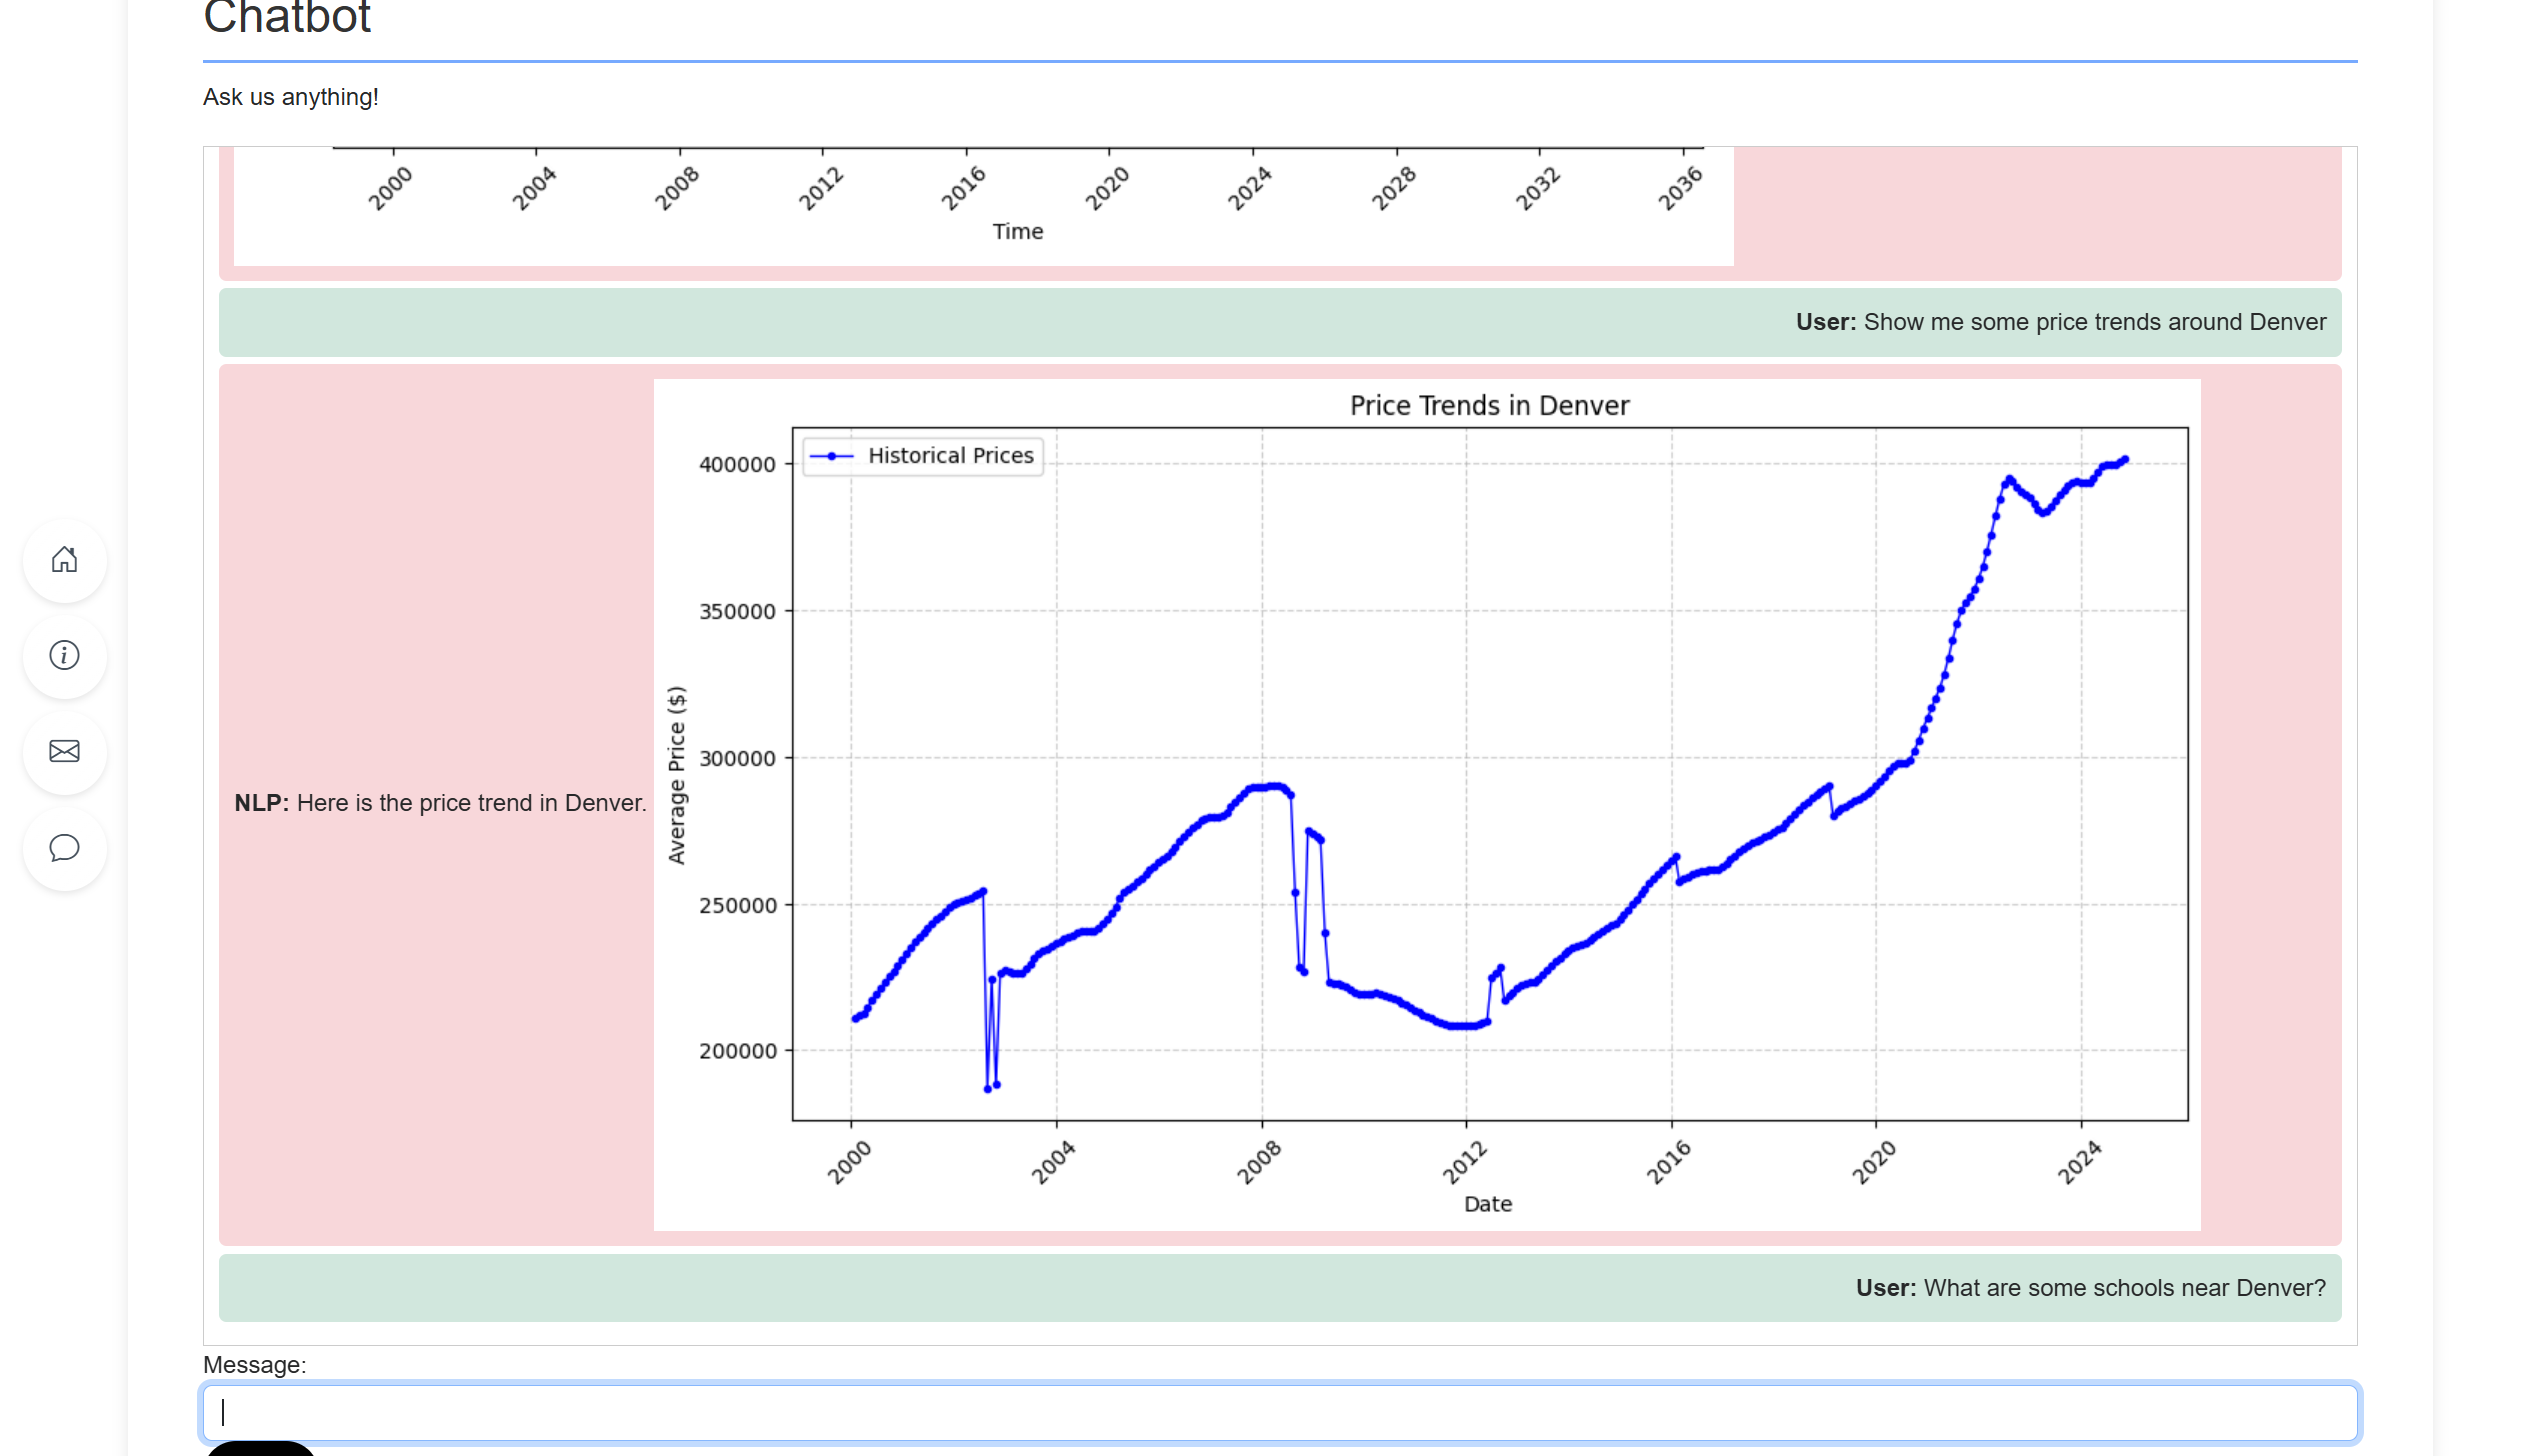 Chatbot
Ask us anything!
2000 2004 2008 2012 2016 2020 2024 2028 2032 2036
Time
User: Show me some price trends around Denver
NLP: Here is the price trend in Denver.
Price Trends in Denver
Historical Prices
400000
350000
300000
250000
200000
Average Price ($)
2000 2004 2008 2012 2016 2020 2024
Date
User: What are some schools near Denver?
Message: